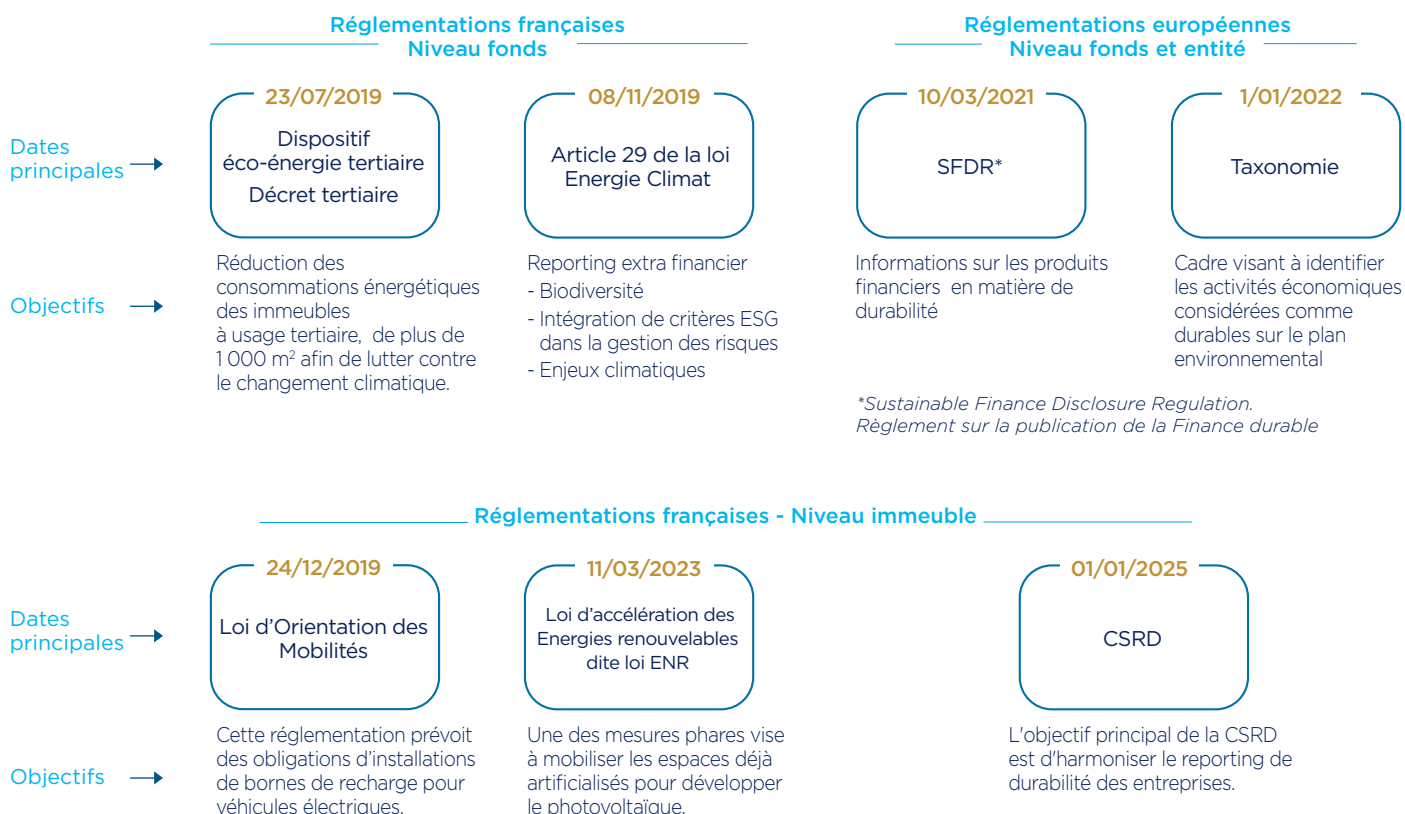 Réglementations françaises
Niveau fonds
Réglementations européennes
Niveau fonds et entité
Dates
principales
23/07/2019
Dispositif
éco-énergie tertiaire
Décret tertiaire
08/11/2019
Article 29 de la loi
Energie Climat
10/03/2021
SFDR*
1/01/2022
Taxonomie
Objectifs
Réduction des
consommations énergétiques
des immeubles
à usage tertiaire, de plus de
1 000 m² afin de lutter contre
le changement climatique.
Reporting extra financier
- Biodiversité
- Intégration de critères ESG
dans la gestion des risques
- Enjeux climatiques
Informations sur les produits
financiers en matière de
durabilité
Cadre visant à identifier
les activités économiques
considérées comme
durables sur le plan
environnemental
*Sustainable Finance Disclosure Regulation.
Règlement sur la publication de la Finance durable
Réglementations françaises - Niveau immeuble
Dates
principales
24/12/2019
Loi d’Orientation des
Mobilités
11/03/2023
Loi d’accélération des
Energies renouvelables
dite loi ENR
01/01/2025
CSRD
Objectifs
Cette réglementation prévoit
des obligations d’installations
de bornes de recharge pour
véhicules électriques.
Une des mesures phares vise
à mobiliser les espaces déjà
artificialisés pour développer
le photovoltaïque.
L'objectif principal de la CSRD
est d'harmoniser le reporting de
durabilité des entreprises.